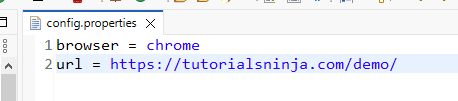 config.properties
1 browser = chrome
2 url = https://tutorialsninja.com/demo/